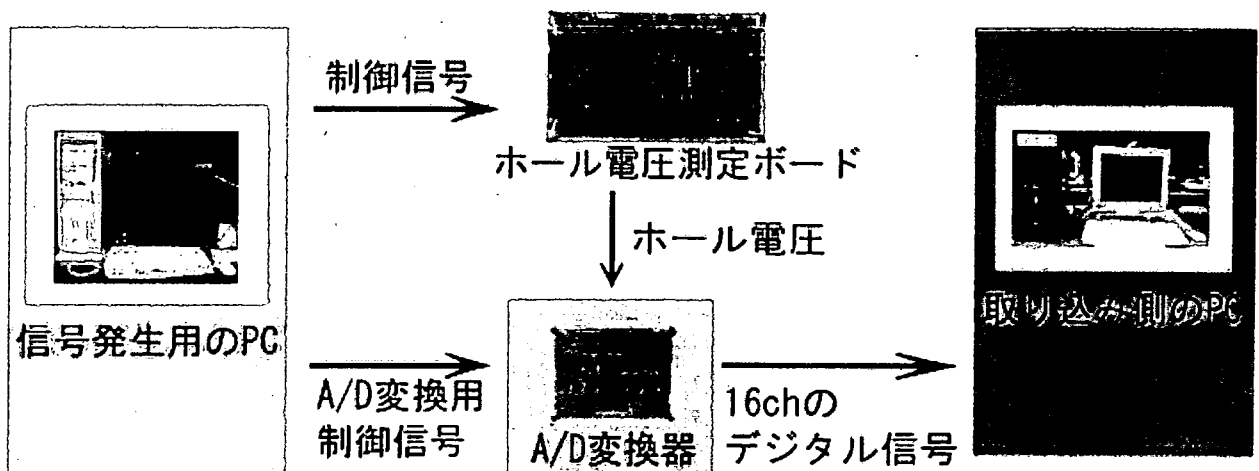 制御信号
ホール電圧測定ボード
ホール電圧
信号発生用のPC
取り込み側のPC
A/D変換用
制御信号
A/D変換器
16chの
デジタル信号